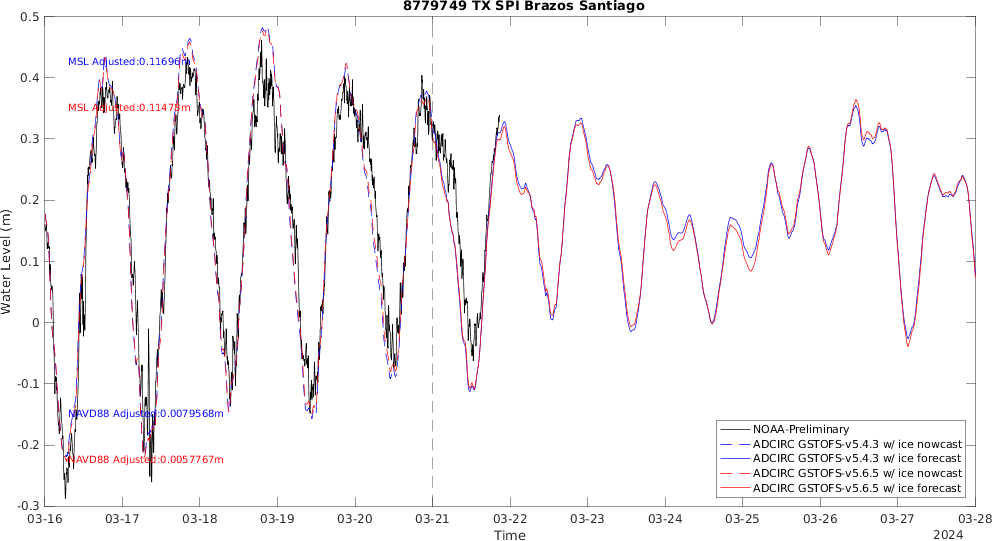 8779749 TX SPI Brazos Santiago
0.5
0.4
0.3
0.2
0.1
0
-0.1
-0.2
-0.3
Water Level (m)
MSL Adjusted:0.11696m
MSL Adjusted:0.11478m
NAVD88 Adjusted:0.0079568m
NAVD88 Adjusted:0.0057767m
NOAA-Preliminary
ADCIRC GSTOFS-v5.4.3 w/ ice nowcast
ADCIRC GSTOFS-v5.4.3 w/ ice forecast
ADCIRC GSTOFS-v5.6.5 w/ ice nowcast
ADCIRC GSTOFS-v5.6.5 w/ ice forecast
03-16 03-17 03-18 03-19 03-20 03-21 03-22 03-23 03-24 03-25 03-26 03-27 03-28
Time
2024